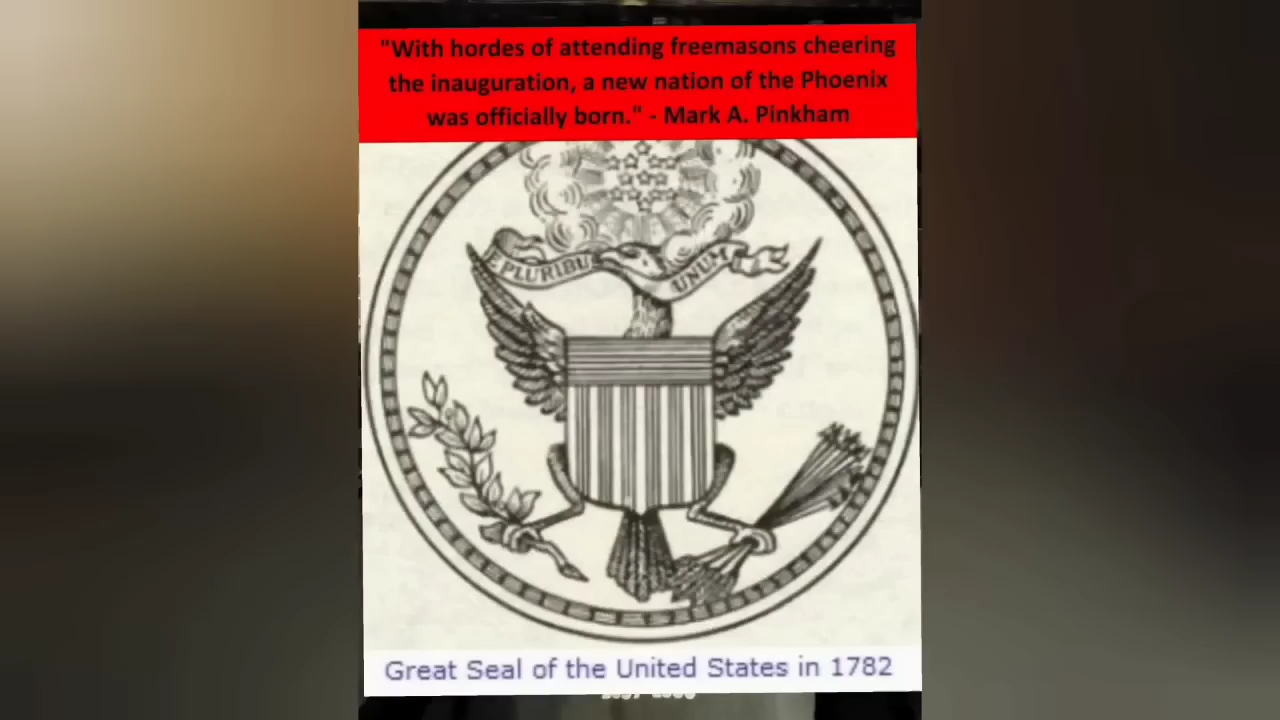 "With hordes of attending freemasons cheering
the inauguration, a new nation of the Phoenix
was officially born." - Mark A. Pinkham
E PLURIBU
UNUM
Great Seal of the United States in 1782